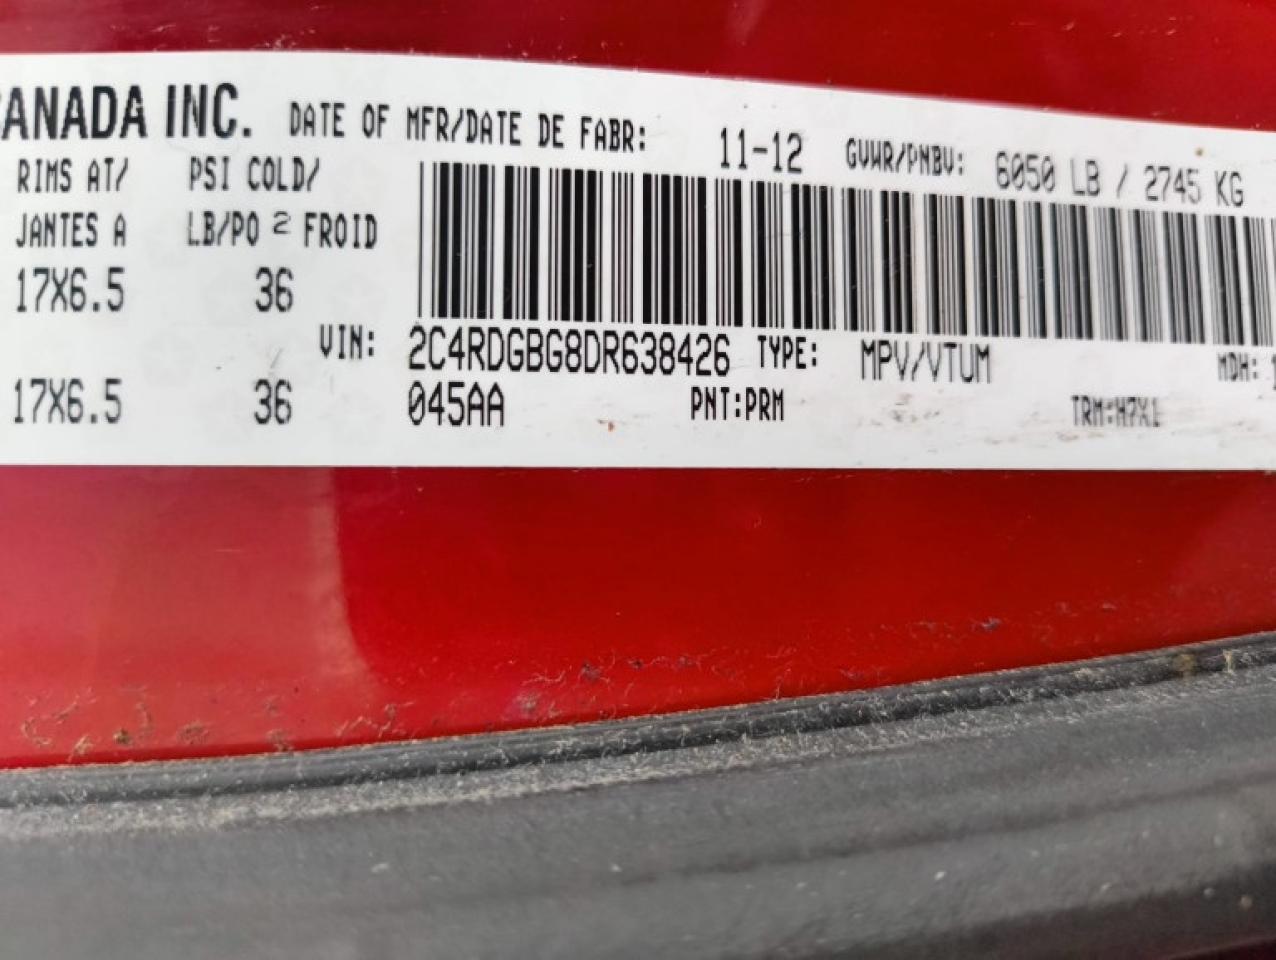 CANADA INC. DATE OF MFR/DATE DE FABR: 11-12 GVWR/PNBV: 6050 LB / 2745 KG
RIMS AT/ PSI COLD/
JANTES A LB/PO 2 FROID
17X6.5 36
VIN: 2C4RDGBG8DR638426 TYPE: MPV/VTUM MDH: 1
17X6.5 36 045AA PNT:PRM TRM:H7X1